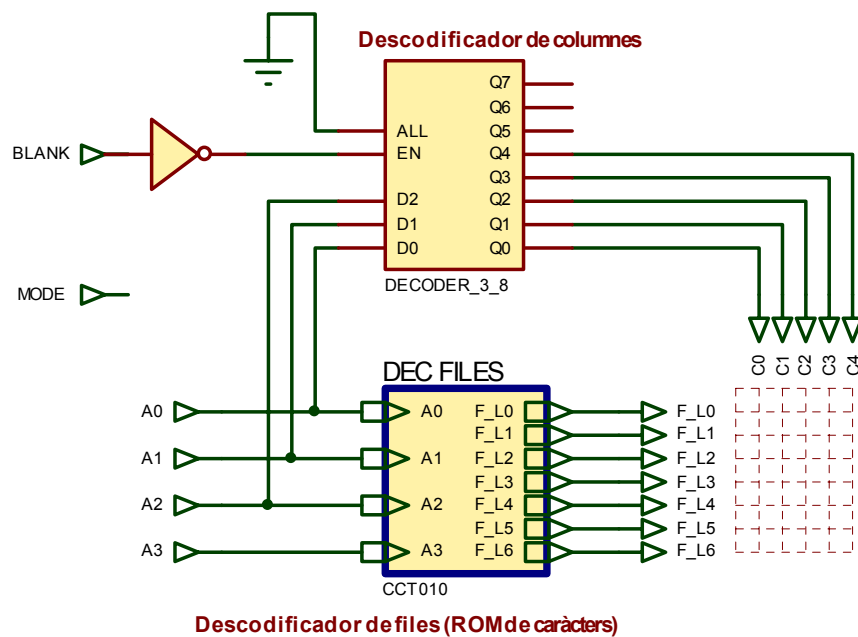 Descodificador de columnes
Q7
Q6
ALL Q5
BLANK EN Q4
Q3
D2 Q2
D1 Q1
D0 Q0
DECODER_3_8
MODE
C0 C1 C2 C3 C4
DEC FILES
A0 A0 F_L0 F_L0
F_L1 F_L1
A1 A1 F_L2 F_L2
F_L3 F_L3
A2 A2 F_L4 F_L4
F_L5 F_L5
A3 A3 F_L6 F_L6
CCT010
Descodificador de files (ROM de caràcters)